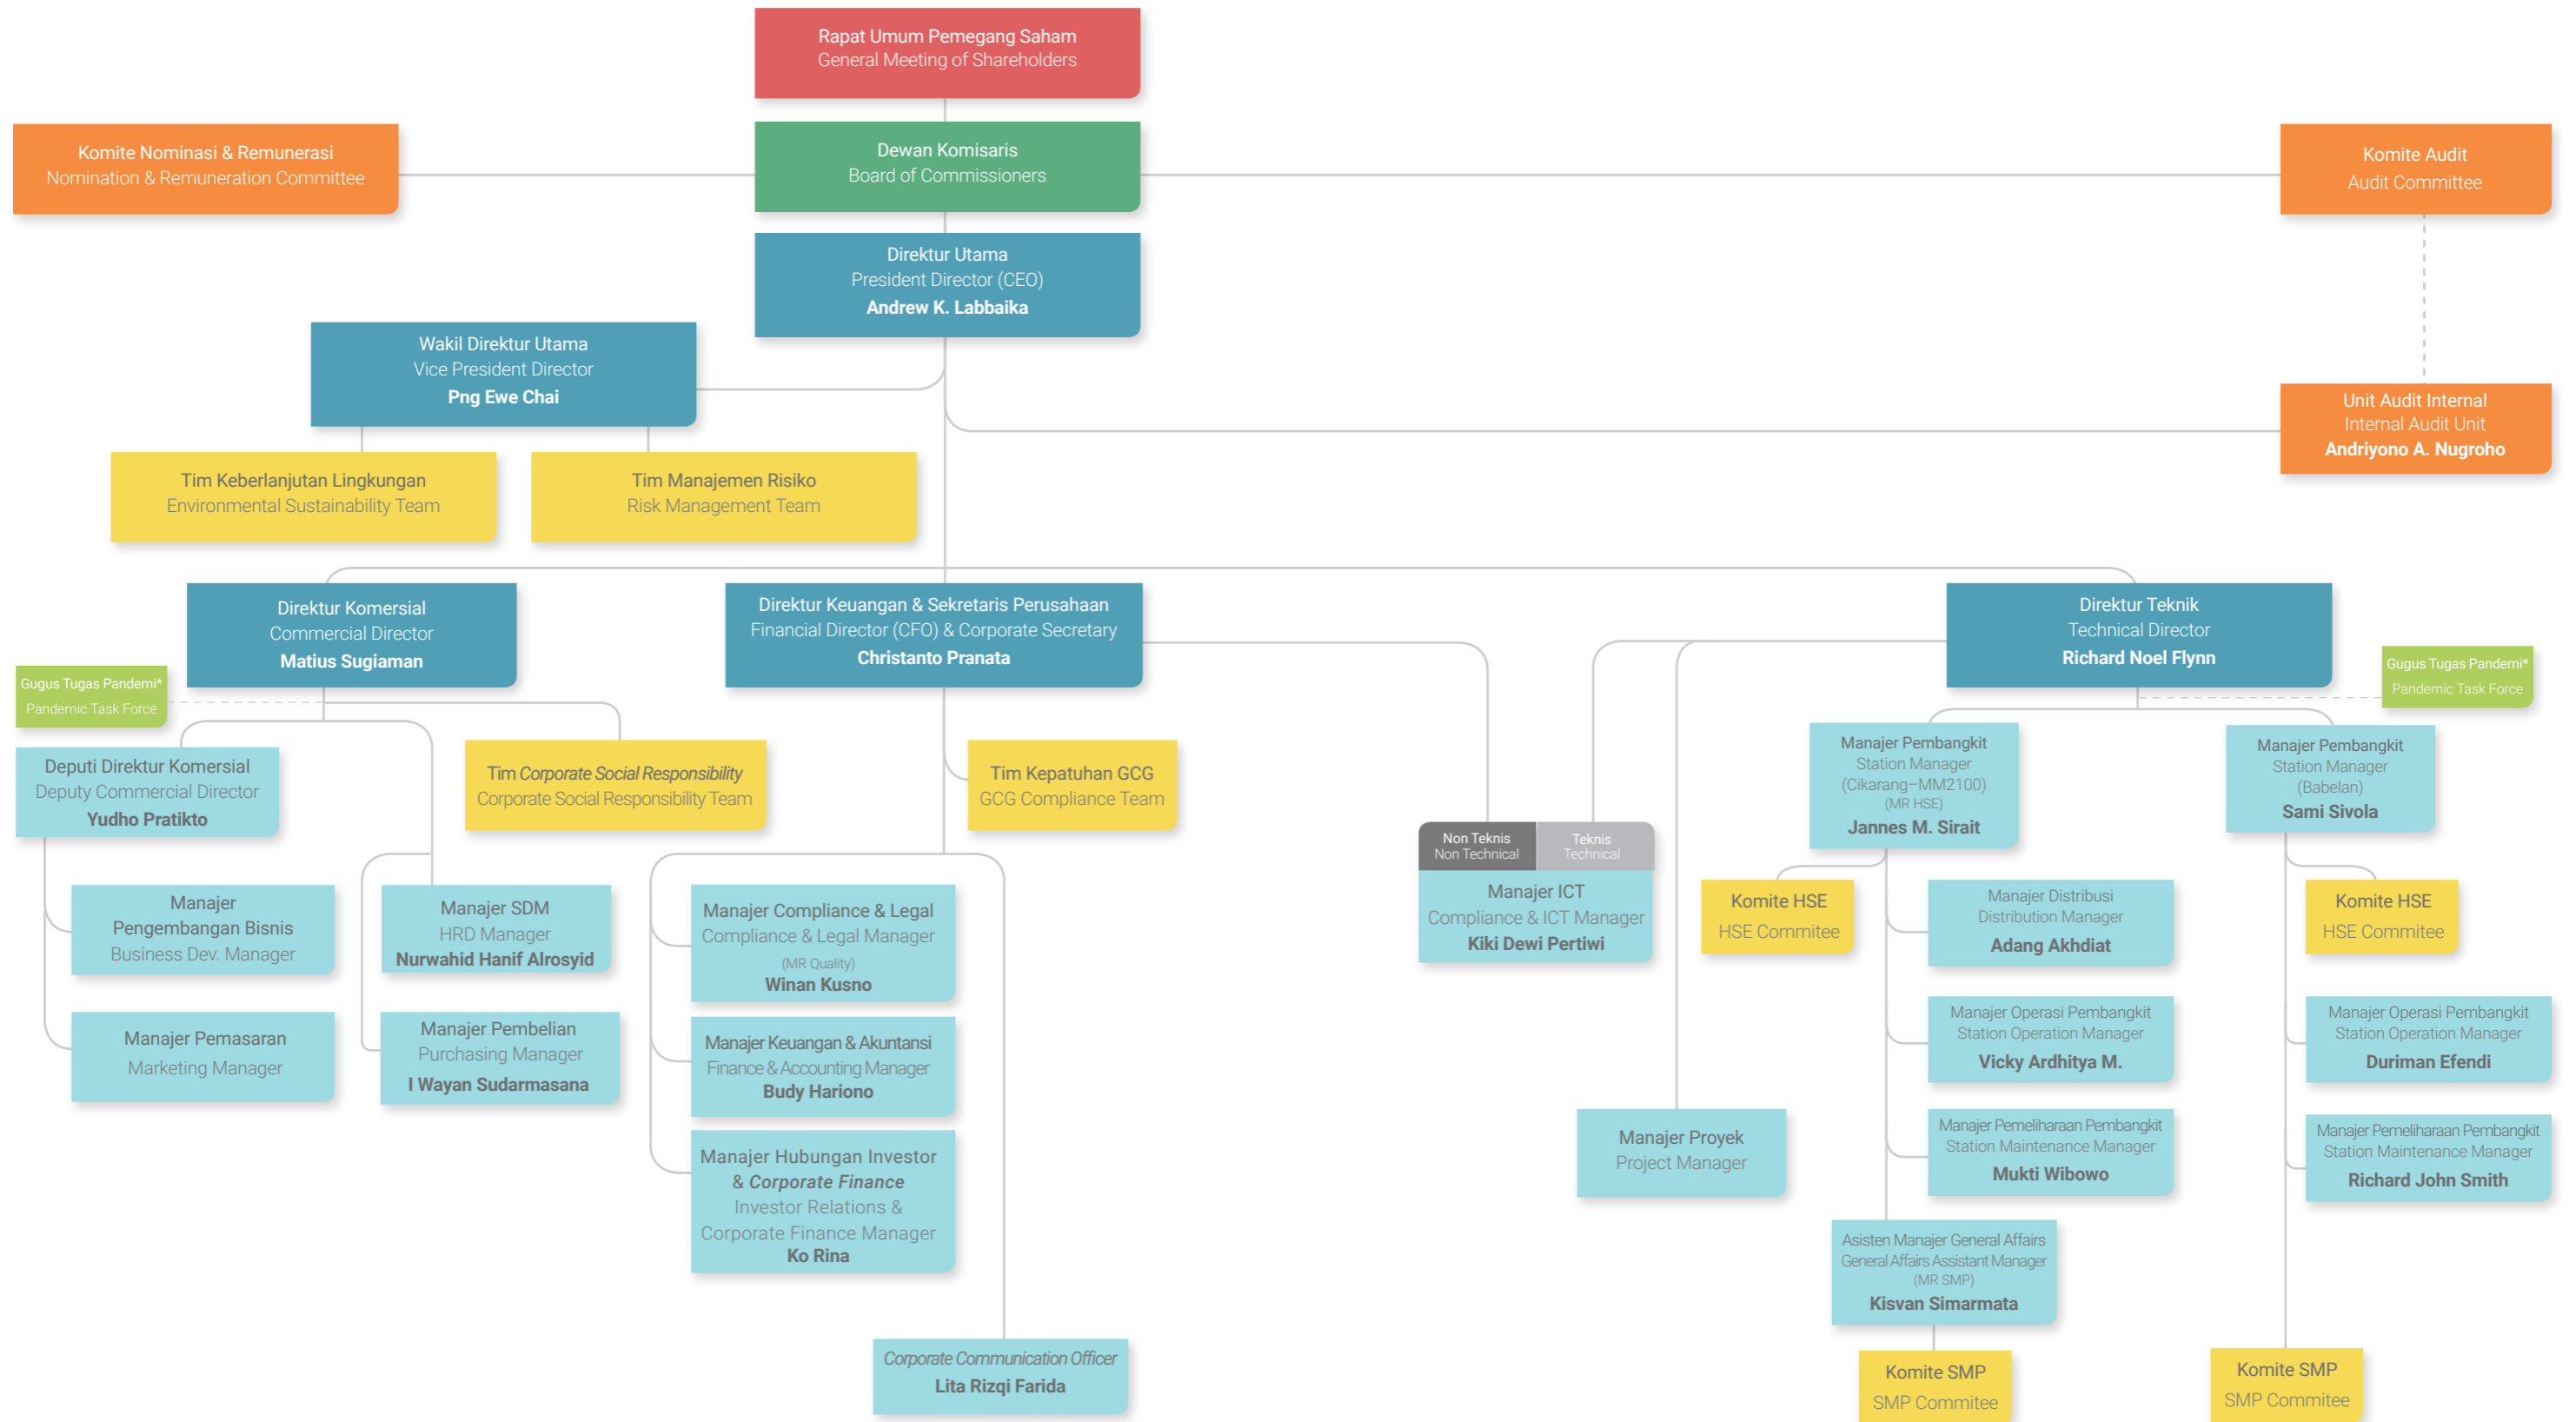 Rapat Umum Pemegang Saham
General Meeting of Shareholders
Komite Nominasi & Remunerasi
Nomination & Remuneration Committee
Dewan Komisaris
Board of Commissioners
Komite Audit
Audit Committee
Direktur Utama
President Director (CEO)
Andrew K. Labbaika
Wakil Direktur Utama
Vice President Director
Png Ewe Chai
Unit Audit Internal
Internal Audit Unit
Andriyono A. Nugroho
Tim Keberlanjutan Lingkungan
Environmental Sustainability Team
Tim Manajemen Risiko
Risk Management Team
Direktur Komersial
Commercial Director
Matius Sugiaman
Direktur Keuangan & Sekretaris Perusahaan
Financial Director (CFO) & Corporate Secretary
Christanto Pranata
Direktur Teknik
Technical Director
Richard Noel Flynn
Gugus Tugas Pandemi*
Pandemic Task Force
Gugus Tugas Pandemi*
Pandemic Task Force
Deputi Direktur Komersial
Deputy Commercial Director
Yudho Pratikto
Tim Corporate Social Responsibility
Corporate Social Responsibility Team
Tim Kepatuhan GCG
GCG Compliance Team
Manajer Pembangkit
Station Manager
(Cikarang–MM2100)
(MR HSE)
Jannes M. Sirait
Manajer Pembangkit
Station Manager
(Babelan)
Sami Sivola
Non Teknis
Non Technical
Teknis
Technical
Manajer ICT
Compliance & ICT Manager
Kiki Dewi Pertiwi
Manajer
Pengembangan Bisnis
Business Dev. Manager
Manajer SDM
HRD Manager
Nurwahid Hanif Alrosyid
Manajer Compliance & Legal
Compliance & Legal Manager
(MR Quality)
Winan Kusno
Komite HSE
HSE Commitee
Manajer Distribusi
Distribution Manager
Adang Akhdiat
Komite HSE
HSE Commitee
Manajer Pemasaran
Marketing Manager
Manajer Pembelian
Purchasing Manager
I Wayan Sudarmasana
Manajer Keuangan & Akuntansi
Finance & Accounting Manager
Budy Hariono
Manajer Operasi Pembangkit
Station Operation Manager
Vicky Ardhitya M.
Manajer Operasi Pembangkit
Station Operation Manager
Duriman Efendi
Manajer Hubungan Investor
& Corporate Finance
Investor Relations &
Corporate Finance Manager
Ko Rina
Manajer Proyek
Project Manager
Manajer Pemeliharaan Pembangkit
Station Maintenance Manager
Mukti Wibowo
Manajer Pemeliharaan Pembangkit
Station Maintenance Manager
Richard John Smith
Asisten Manajer General Affairs
General Affairs Assistant Manager
(MR SMP)
Kisvan Simarmata
Corporate Communication Officer
Lita Rizqi Farida
Komite SMP
SMP Commitee
Komite SMP
SMP Commitee